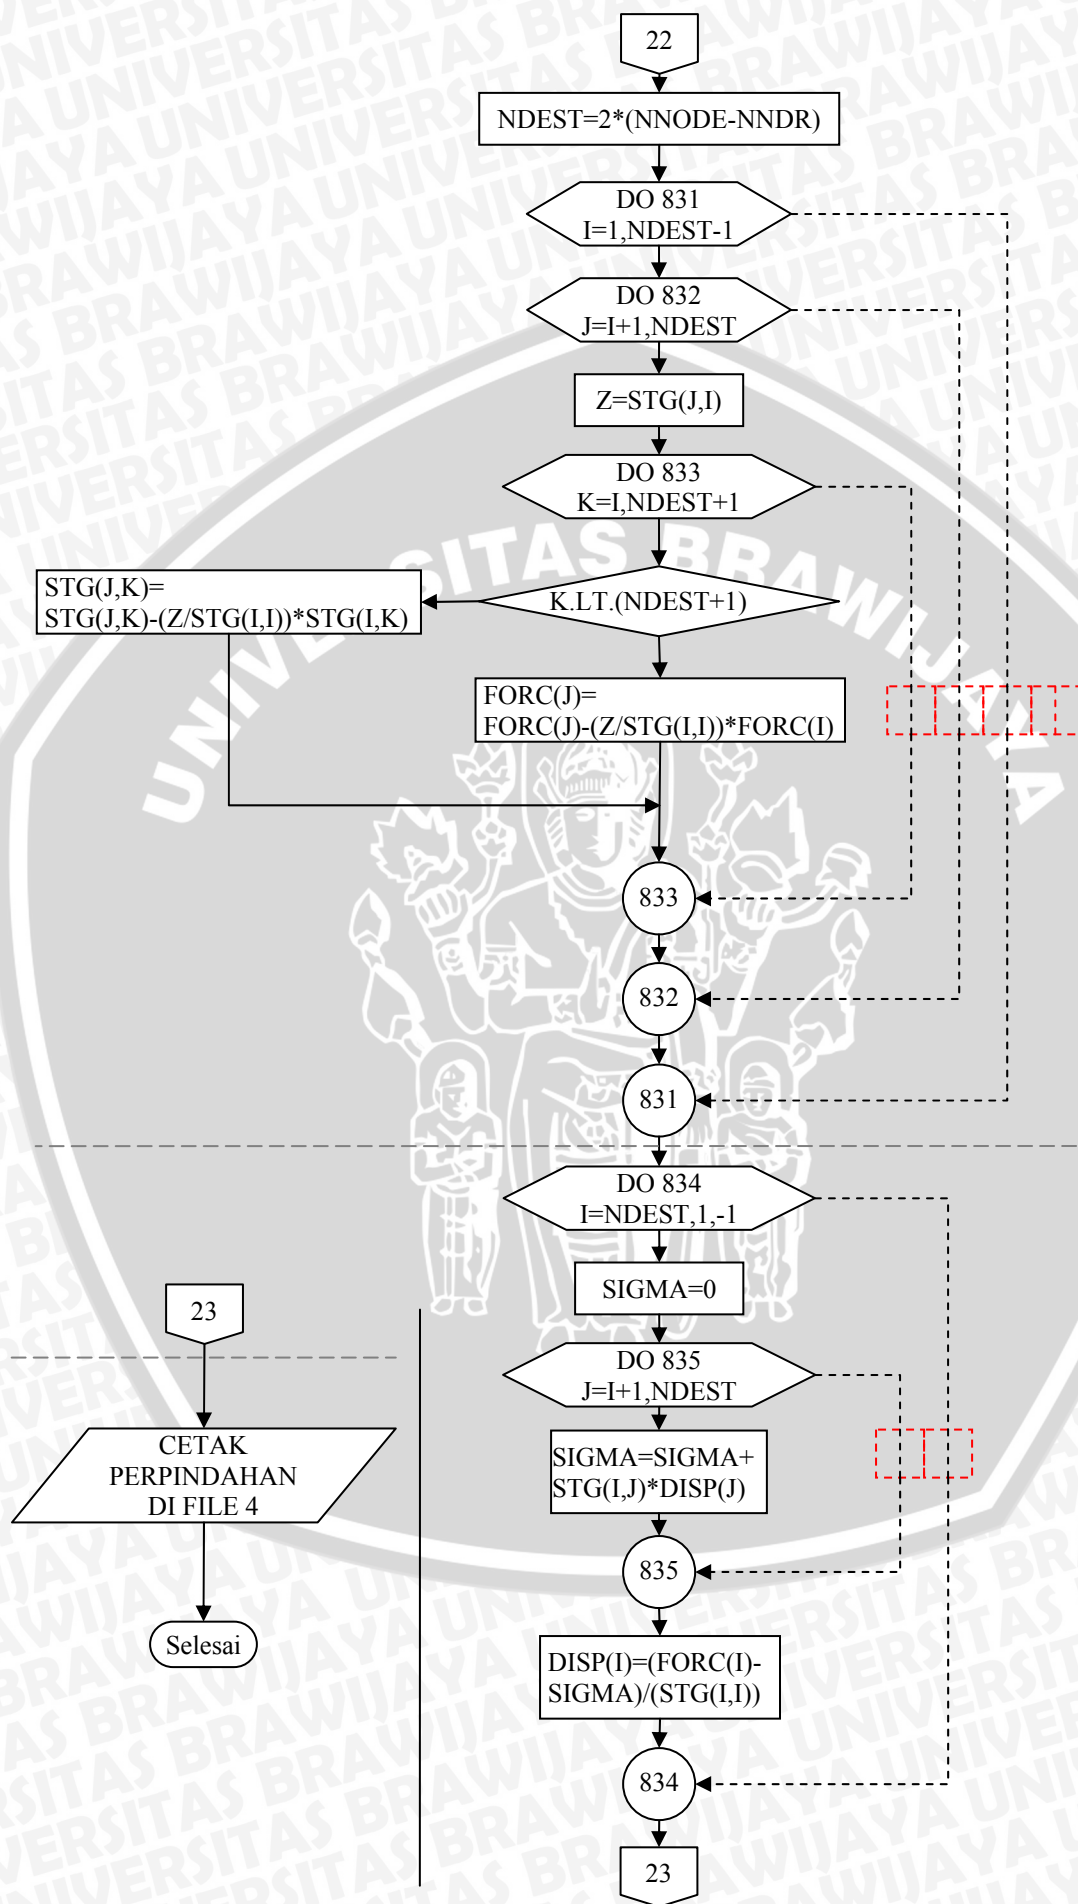 22
NDEST=2*(NNODE-NNDR)
DO 831
I=1,NDEST-1
DO 832
J=I+1,NDEST
Z=STG(J,I)
DO 833
K=I,NDEST+1
K.LT.(NDEST+1)
STG(J,K)=
STG(J,K)-(Z/STG(I,I))*STG(I,K)
FORC(J)=
FORC(J)-(Z/STG(I,I))*FORC(I)
833
832
831
DO 834
I=NDEST,1,-1
SIGMA=0
DO 835
J=I+1,NDEST
SIGMA=SIGMA+
STG(I,J)*DISP(J)
835
DISP(I)=(FORC(I)-
SIGMA)/(STG(I,I))
834
23
23
CETAK
PERPINDAHAN
DI FILE 4
Selesai
UNIVERSITAS BRAWIJAYA